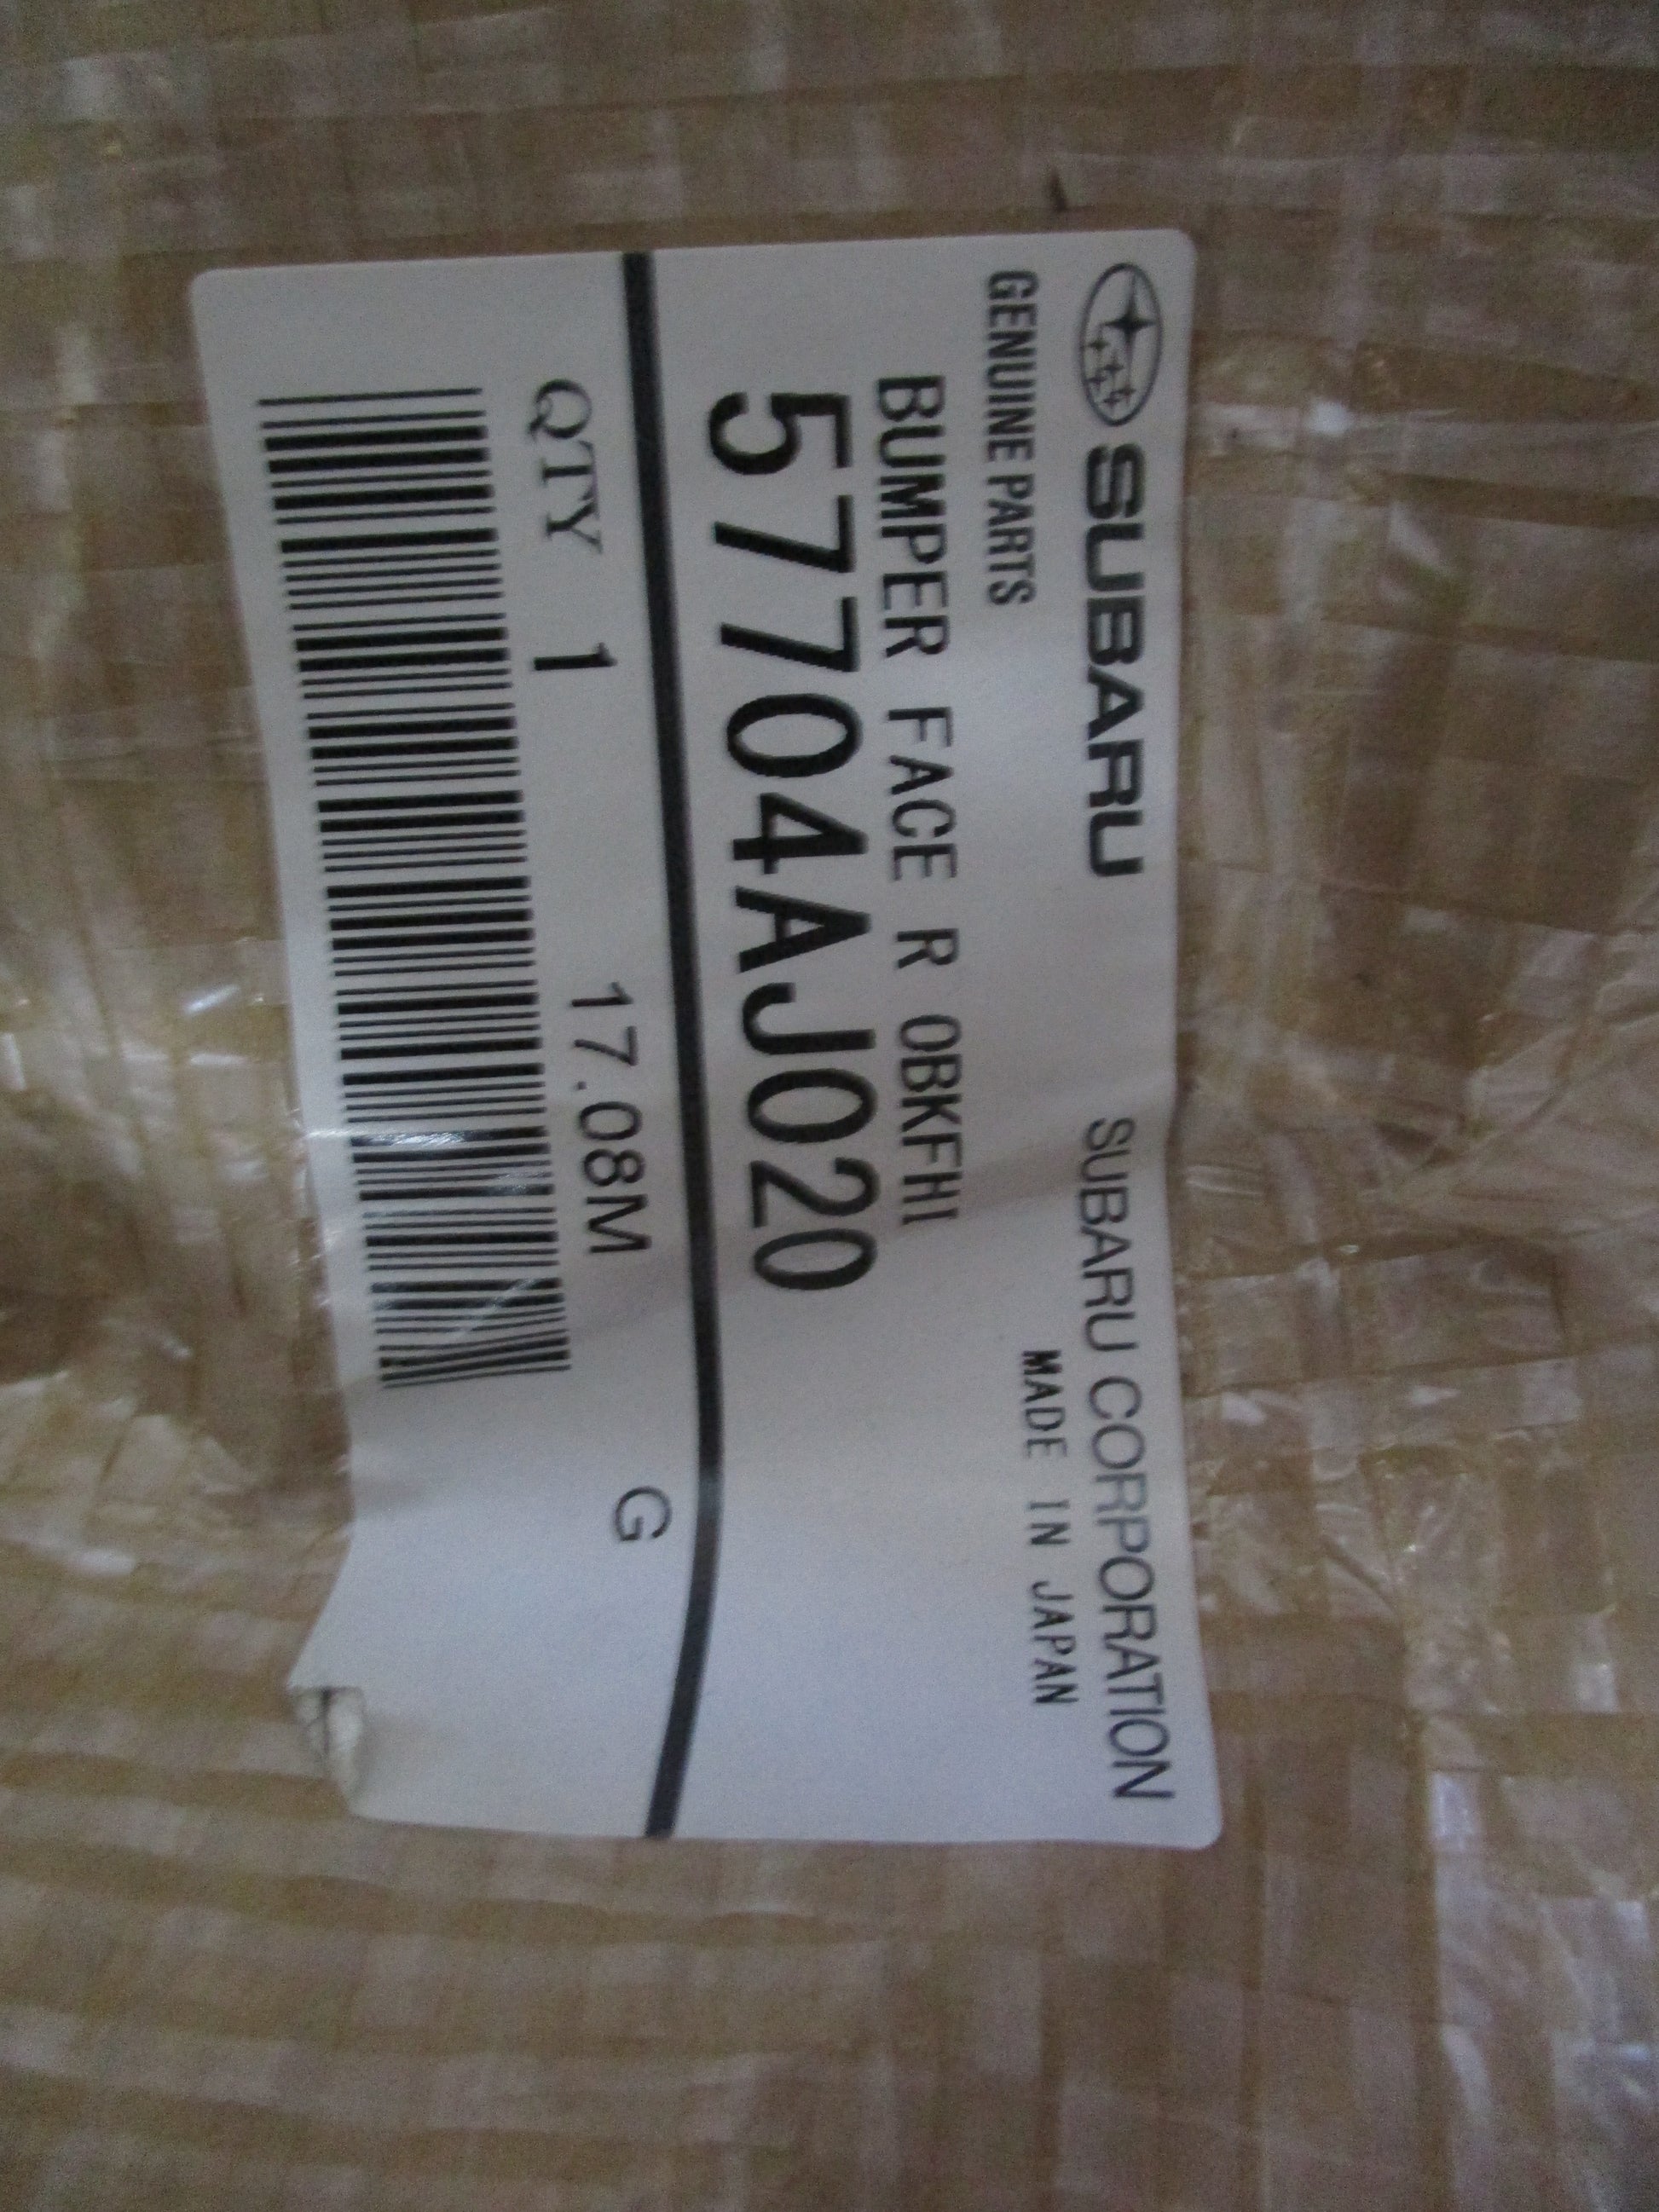 SUBARU SUBARU CORPORATION
GENUINE PARTS MADE IN JAPAN
BUMPER FACE R OBKFHI
57704AJ020
QTY 1 17.08M G